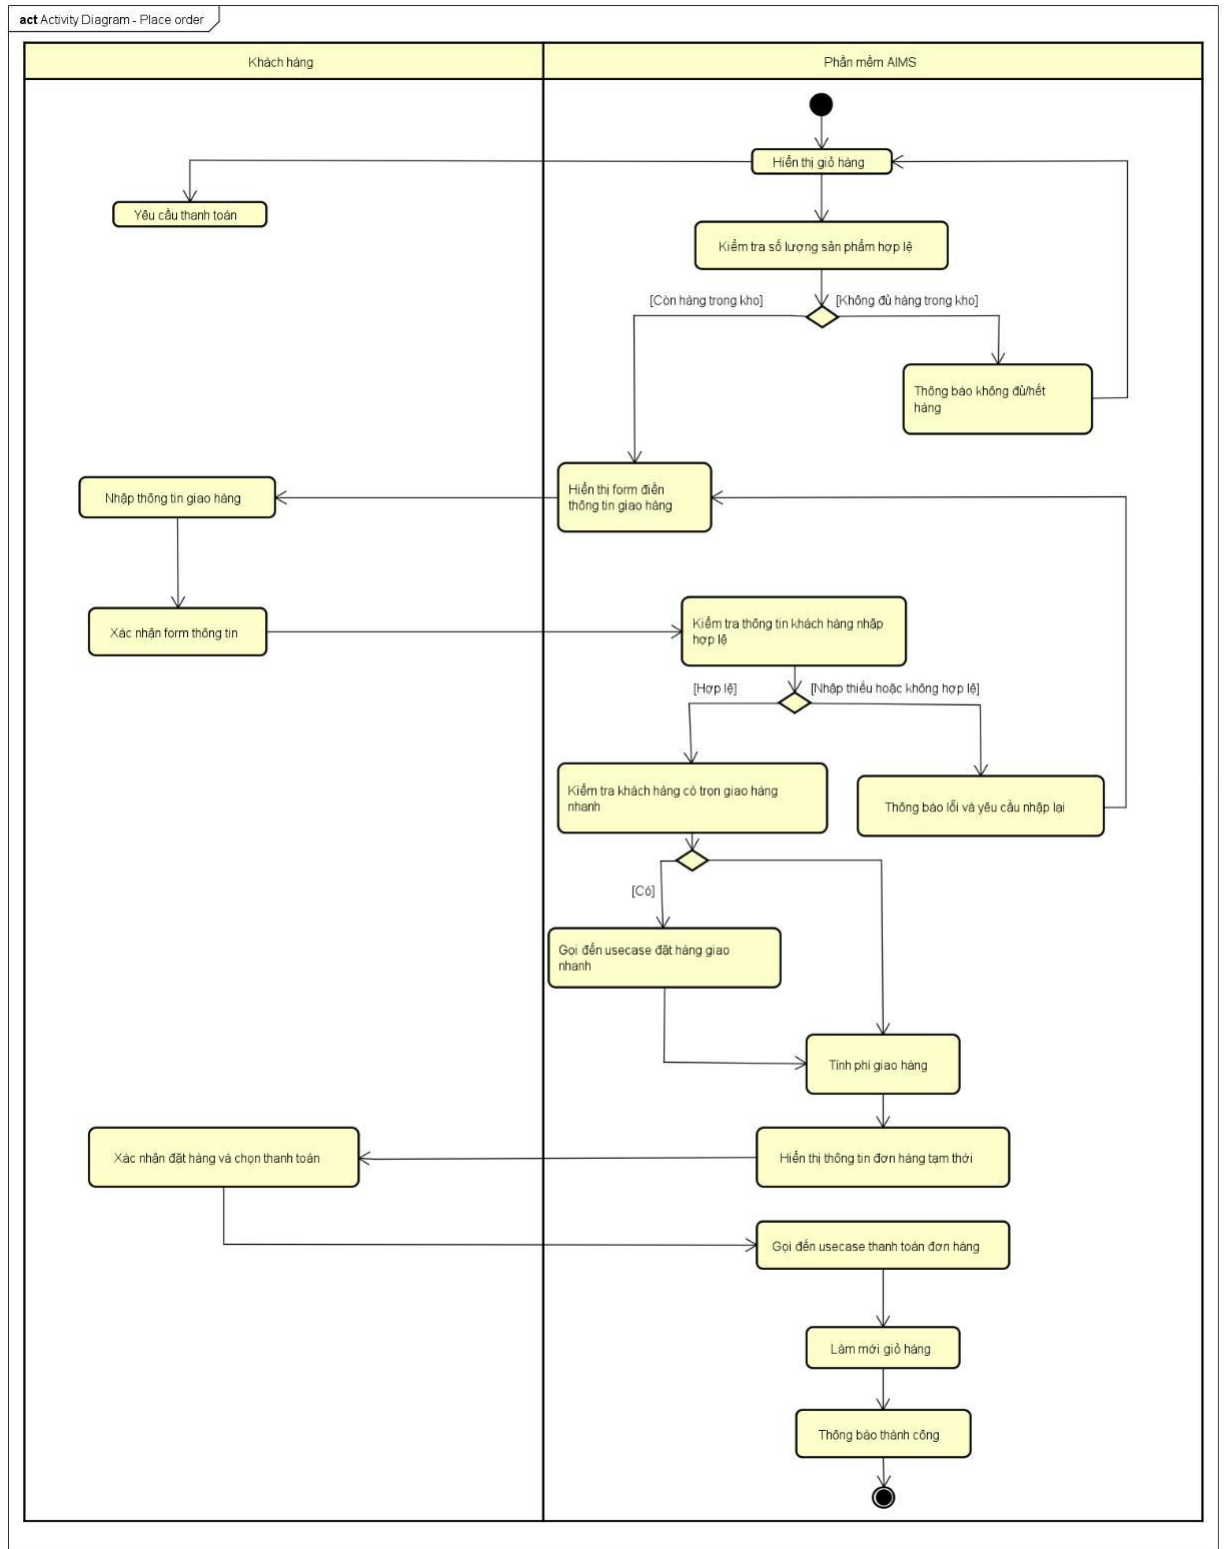 act Activity Diagram - Place order
Khách hàng
Phần mềm AIMS
Hiển thị giỏ hàng
Yêu cầu thanh toán
Kiểm tra số lượng sản phẩm hợp lệ
[Còn hàng trong kho]
[Không đủ hàng trong kho]
Thông báo không đủ/hết
hàng
Nhập thông tin giao hàng
Hiển thị form điền
thông tin giao hàng
Xác nhận form thông tin
Kiểm tra thông tin khách hàng nhập
hợp lệ
[Hợp lệ]
[Nhập thiếu hoặc không hợp lệ]
Kiểm tra khách hàng có trọn giao hàng
nhanh
Thông báo lỗi và yêu cầu nhập lại
[Có]
Gọi đến usecase đặt hàng giao
nhanh
Tính phí giao hàng
Xác nhận đặt hàng và chọn thanh toán
Hiển thị thông tin đơn hàng tạm thời
Gọi đến usecase thanh toán đơn hàng
Làm mới giỏ hàng
Thông báo thành công